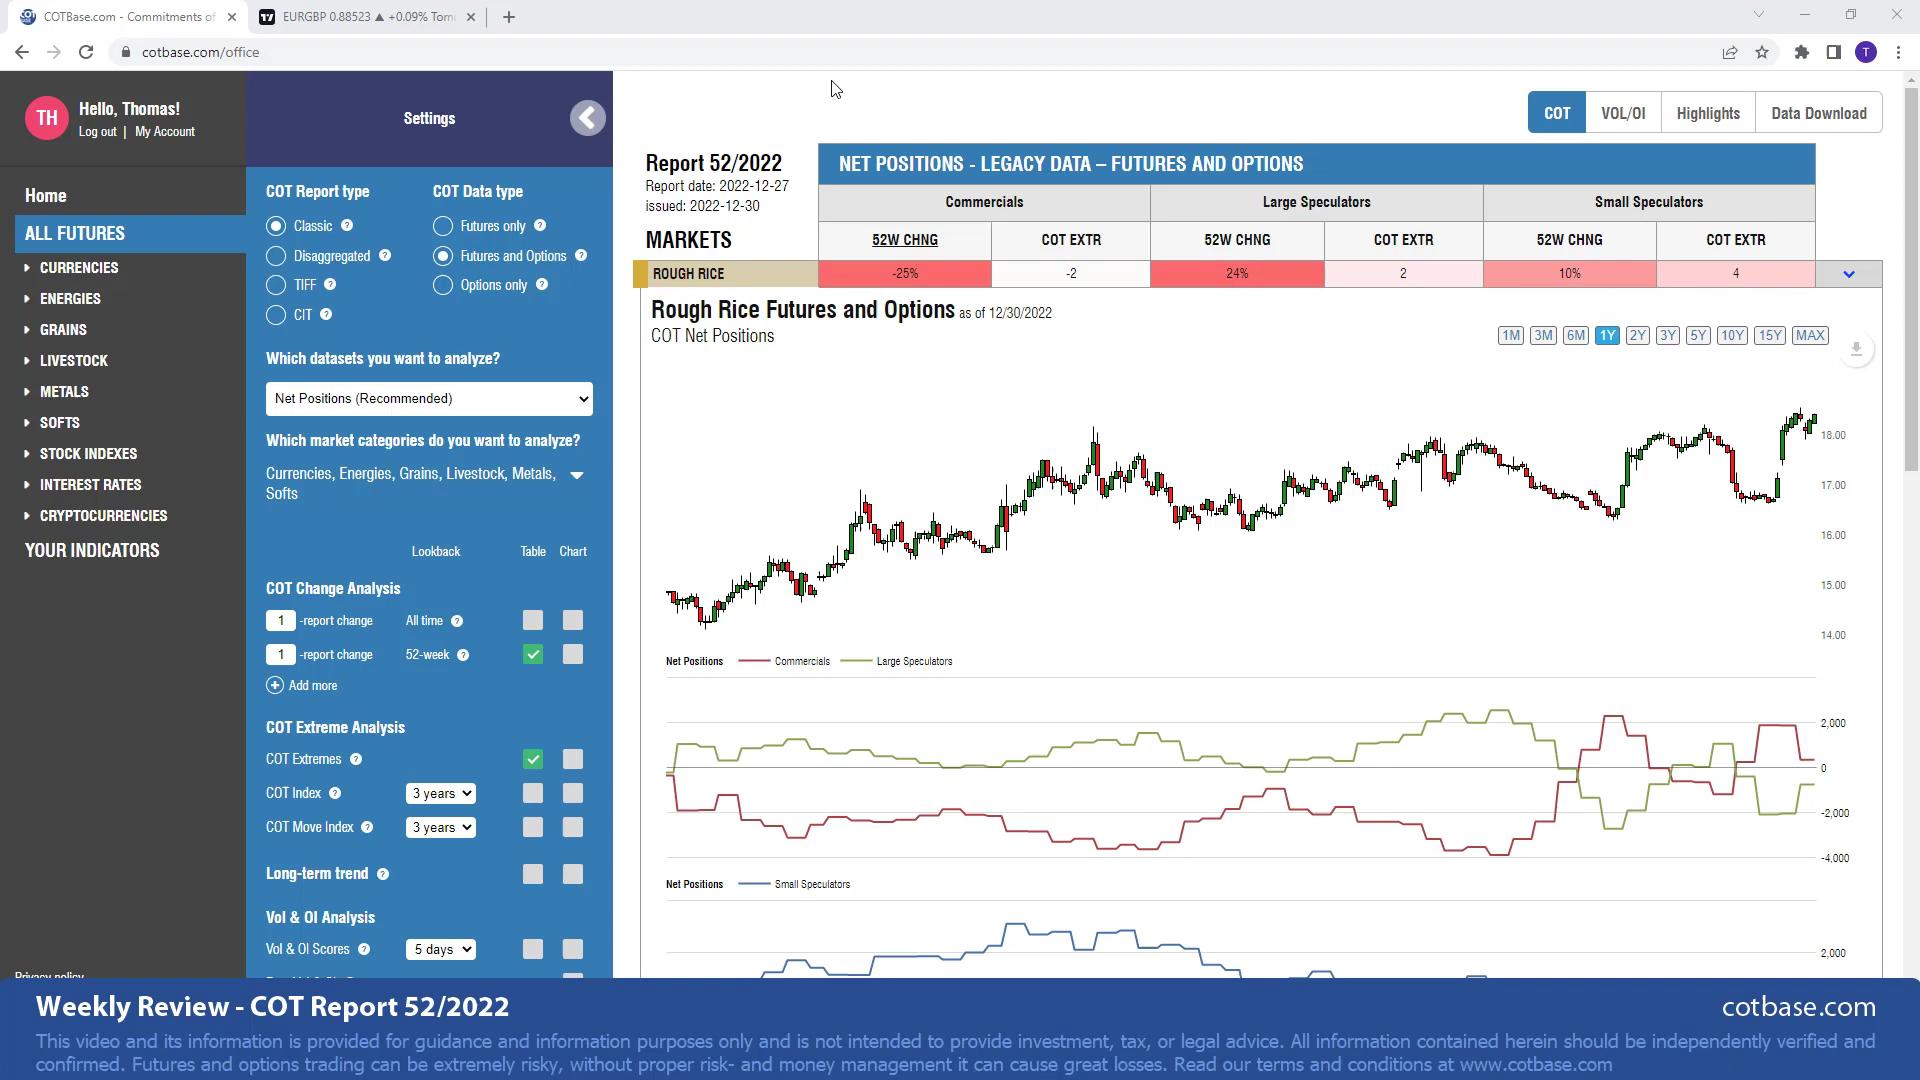 COTBase.com - Commitments of
EURGBP 0.88523 ▲ +0.09% Tom
cotbase.com/office
T
TH
Hello, Thomas!
Log out | My Account
Home
ALL FUTURES
CURRENCIES
ENERGIES
GRAINS
LIVESTOCK
METALS
SOFTS
STOCK INDEXES
INTEREST RATES
CRYPTOCURRENCIES
YOUR INDICATORS
Privacy policy
Settings
COT Report type
COT Data type
Classic ?
Futures only ?
Disaggregated ?
Futures and Options ?
TIFF ?
Options only ?
CIT ?
Which datasets you want to analyze?
Net Positions (Recommended)
Which market categories do you want to analyze?
Currencies, Energies, Grains, Livestock, Metals,
Softs
Lookback Table Chart
COT Change Analysis
1 -report change All time ?
1 -report change 52-week ?
Add more
COT Extreme Analysis
COT Extremes ?
COT Index ? 3 years
COT Move Index ? 3 years
Long-term trend ?
Vol & OI Analysis
Vol & OI Scores ? 5 days
COT VOL/OI Highlights Data Download
Report 52/2022
Report date: 2022-12-27
issued: 2022-12-30
MARKETS
NET POSITIONS - LEGACY DATA – FUTURES AND OPTIONS
Commercials Large Speculators Small Speculators
52W CHNG COT EXTR 52W CHNG COT EXTR 52W CHNG COT EXTR
ROUGH RICE -25% -2 24% 2 10% 4
Rough Rice Futures and Options as of 12/30/2022
COT Net Positions
1M 3M 6M 1Y 2Y 3Y 5Y 10Y 15Y MAX
18.00
17.00
16.00
15.00
14.00
Net Positions Commercials Large Speculators
2,000
0
-2,000
-4,000
Net Positions Small Speculators
2,000
Weekly Review - COT Report 52/2022
cotbase.com
This video and its information is provided for guidance and information purposes only and is not intended to provide investment, tax, or legal advice. All information contained herein should be independently verified and
confirmed. Futures and options trading can be extremely risky, without proper risk- and money management it can cause great losses. Read our terms and conditions at www.cotbase.com